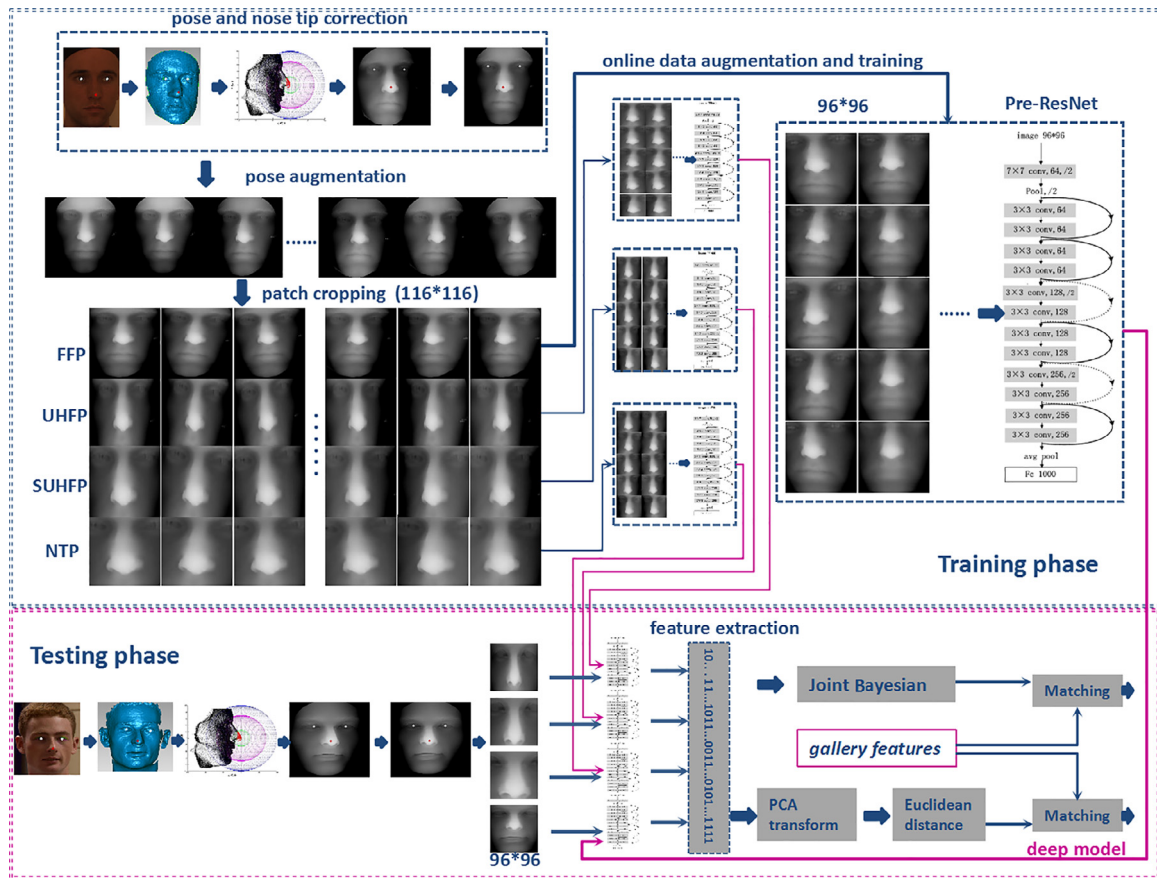 pose and nose tip correction
pose augmentation
patch cropping (116*116)
FFP
UHFP
SUHFP
NTP
online data augmentation and training
96*96
Pre-ResNet
image 96*96
7×7 conv, 64, /2
Pool, /2
3×3 conv, 64
3×3 conv, 64
3×3 conv, 64
3×3 conv, 64
3×3 conv, 128, /2
3×3 conv, 128
3×3 conv, 128
3×3 conv, 128
3×3 conv, 256, /2
3×3 conv, 256
3×3 conv, 256
3×3 conv, 256
avg pool
Fc 1000
Training phase
Testing phase
96*96
feature extraction
10. . . .11...1011...0011...0101....1111
Joint Bayesian
Matching
gallery features
PCA
transform
Euclidean
distance
Matching
deep model